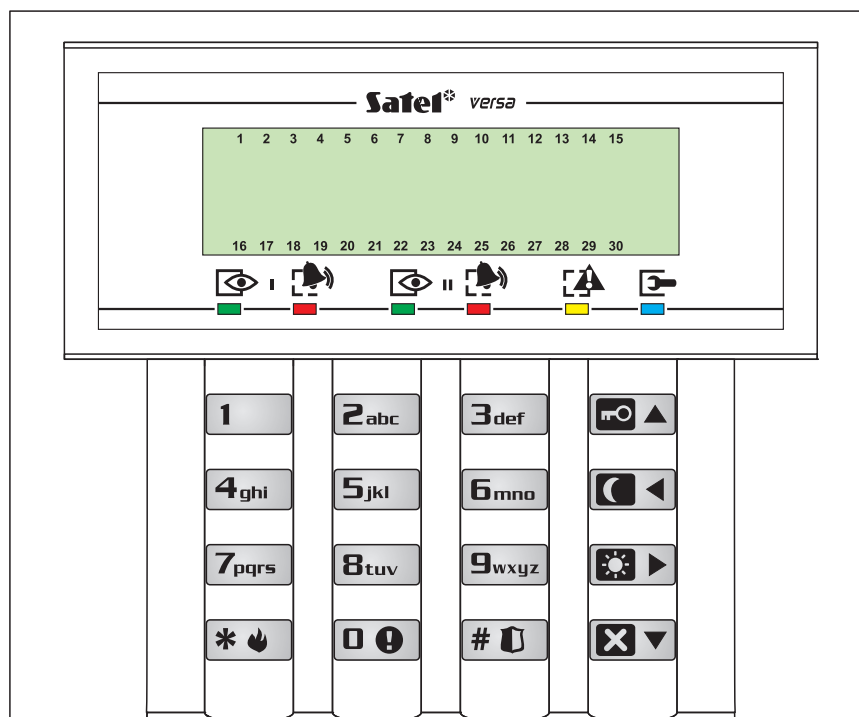 Satel* versa
1 2 3 4 5 6 7 8 9 10 11 12 13 14 15
16 17 18 19 20 21 22 23 24 25 26 27 28 29 30
I II
1 2abc 3def
4ghi 5jkl 6mno
7pqrs 8tuv 9wxyz
* 0 #